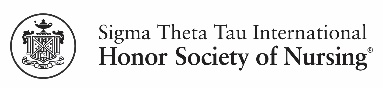 Sigma Theta Tau International
Honor Society of Nursing®